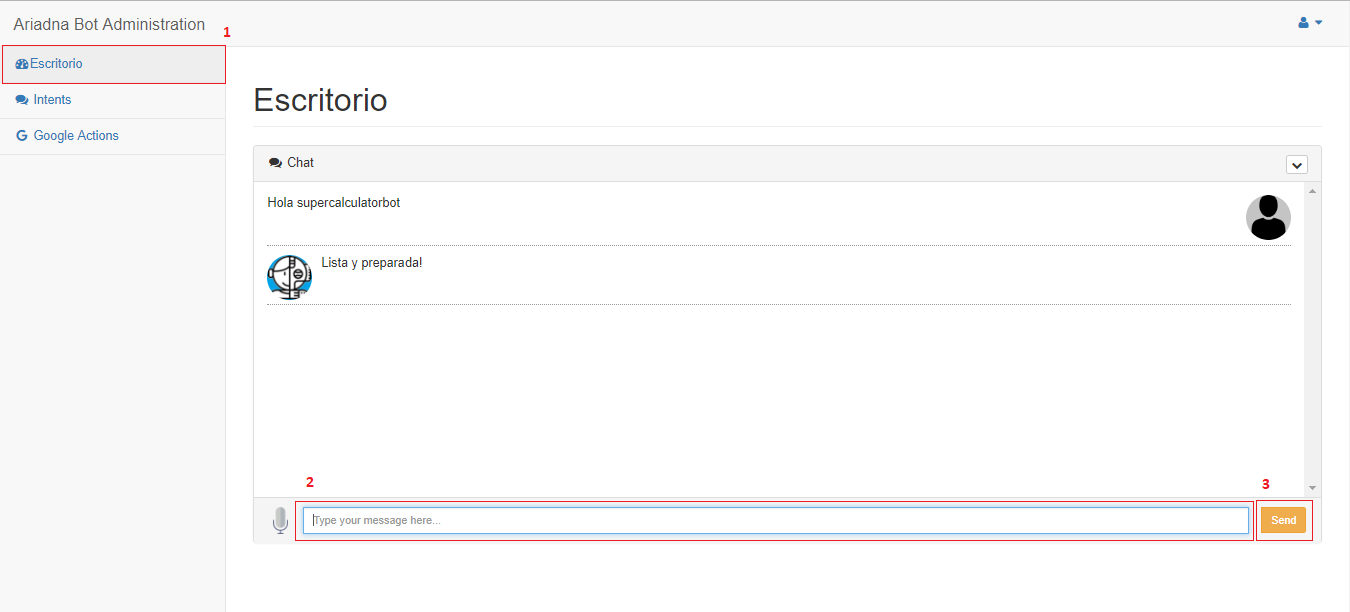 Ariadna Bot Administration
1
Escritorio
Intents
Google Actions
Escritorio
Chat
Hola supercalculatorbot
Lista y preparada!
2
3
Type your message here...
Send